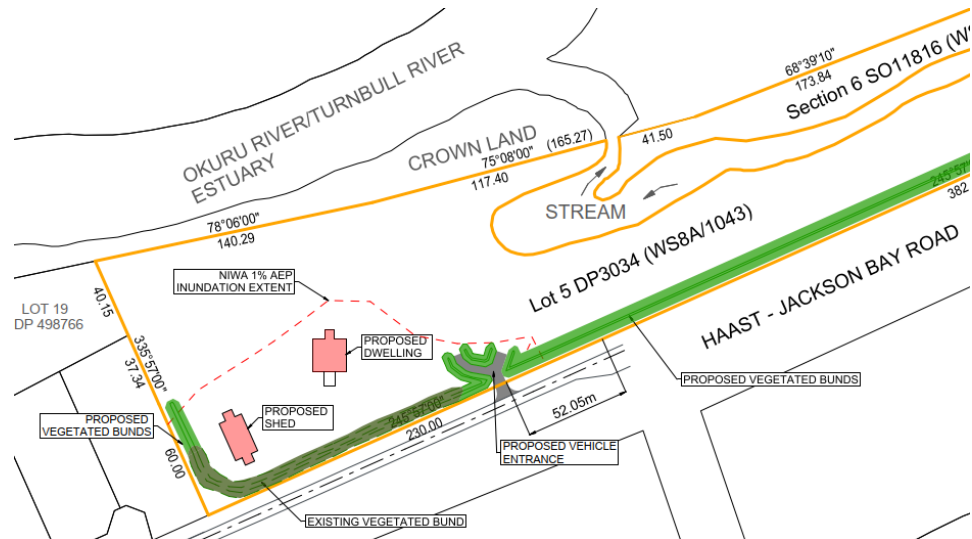 OKURU RIVER/TURNBULL RIVER
ESTUARY
CROWN LAND
78°06'00"
140.29
75°08'00"
117.40
(165.27)
41.50
68°39'10"
173.84
Section 6 SO11816
STREAM
Lot 5 DP3034 (WS8A/1043)
HAAST - JACKSON BAY ROAD
245°57'
382
NIWA 1% AEP
INUNDATION EXTENT
LOT 19
DP 498766
40.15
335°57'00"
37.34
60.00
PROPOSED
DWELLING
PROPOSED
SHED
PROPOSED
VEGETATED BUNDS
245°57'00"
230.00
52.05m
PROPOSED VEHICLE
ENTRANCE
PROPOSED VEGETATED BUNDS
EXISTING VEGETATED BUND